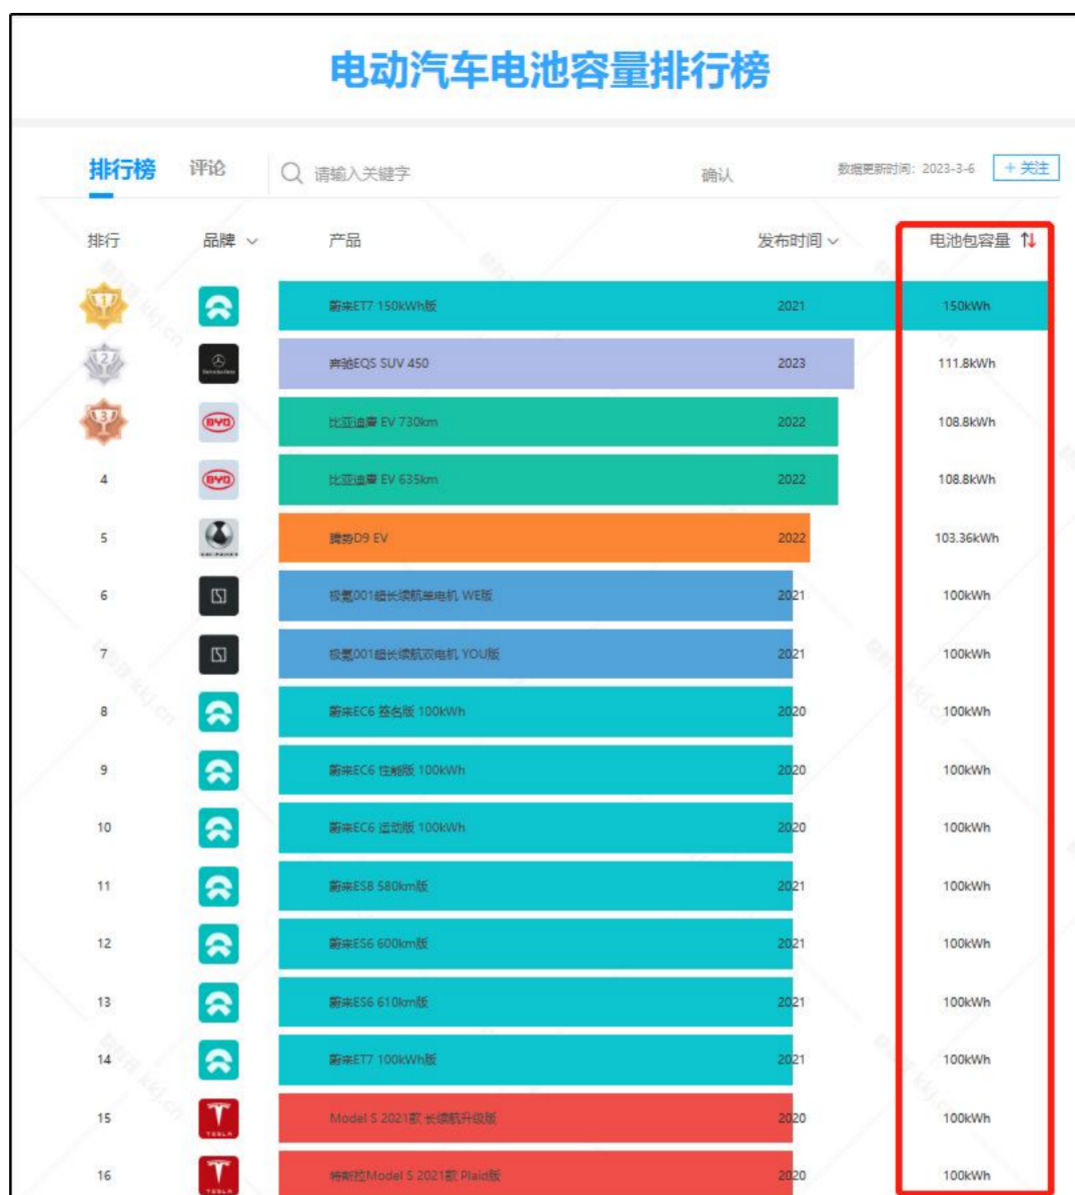 电动汽车电池容量排行榜
排行榜 评论 请输入关键字 确认 数据更新时间：2023-3-6 + 关注
排行 品牌 产品 发布时间 电池包容量
1 蔚来ET7 150kWh版 2021 150kWh
2 Mercedes-Benz 奔驰EQS SUV 450 2023 111.8kWh
3 BYD 比亚迪唐 EV 730km 2022 108.8kWh
4 BYD 比亚迪唐 EV 635km 2022 108.8kWh
5 腾势D9 EV 2022 103.36kWh
6 极氪001超长续航单电机 WE版 2021 100kWh
7 极氪001超长续航双电机 YOU版 2021 100kWh
8 蔚来EC6 签名版 100kWh 2020 100kWh
9 蔚来EC6 性能版 100kWh 2020 100kWh
10 蔚来EC6 运动版 100kWh 2020 100kWh
11 蔚来ES8 580km版 2021 100kWh
12 蔚来ES6 600km版 2021 100kWh
13 蔚来ES6 610km版 2021 100kWh
14 蔚来ET7 100kWh版 2021 100kWh
15 TESLA Model S 2021款 长续航升级版 2020 100kWh
16 TESLA 特斯拉Model S 2021款 Plaid版 2020 100kWh